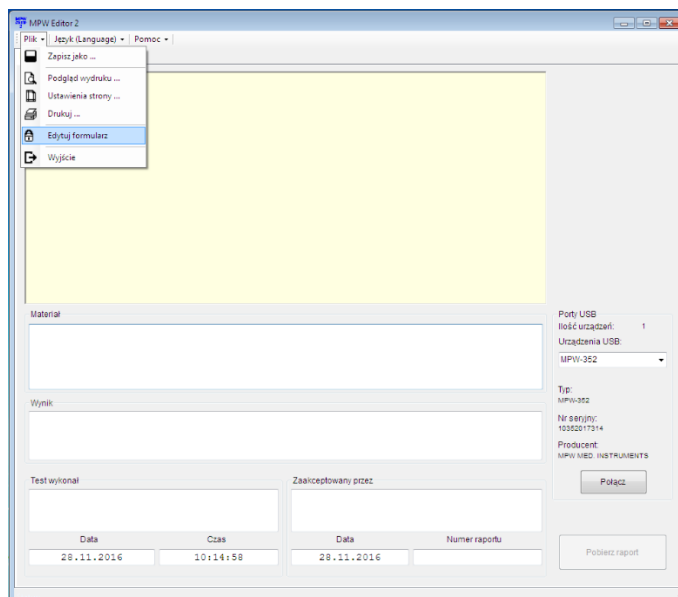 MPW Editor 2
Plik Język (Language) Pomoc
Zapisz jako ...
Podgląd wydruku ...
Ustawienia strony ...
Drukuj ...
Edytuj formularz
Wyjście
Materiał
Wynik
Test wykonał
Data Czas
28.11.2016 10:14:58
Zaakceptowany przez
Data Numer raportu
28.11.2016
Porty USB
Ilość urządzeń: 1
Urządzenia USB:
MPW-352
Typ:
MPW-352
Nr seryjny:
10352017314
Producent:
MPW MED. INSTRUMENTS
Połącz
Pobierz raport